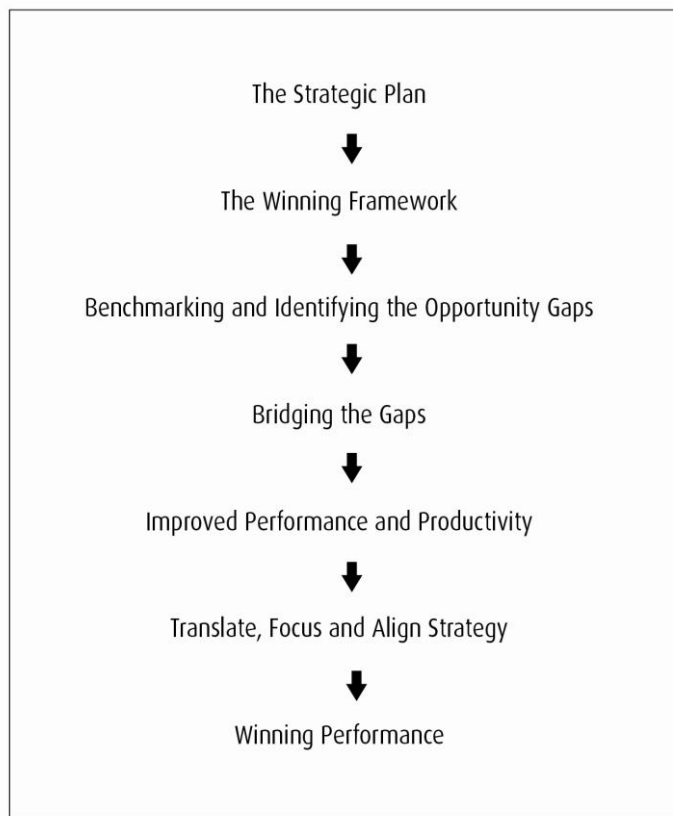 The Strategic Plan
The Winning Framework
Benchmarking and Identifying the Opportunity Gaps
Bridging the Gaps
Improved Performance and Productivity
Translate, Focus and Align Strategy
Winning Performance